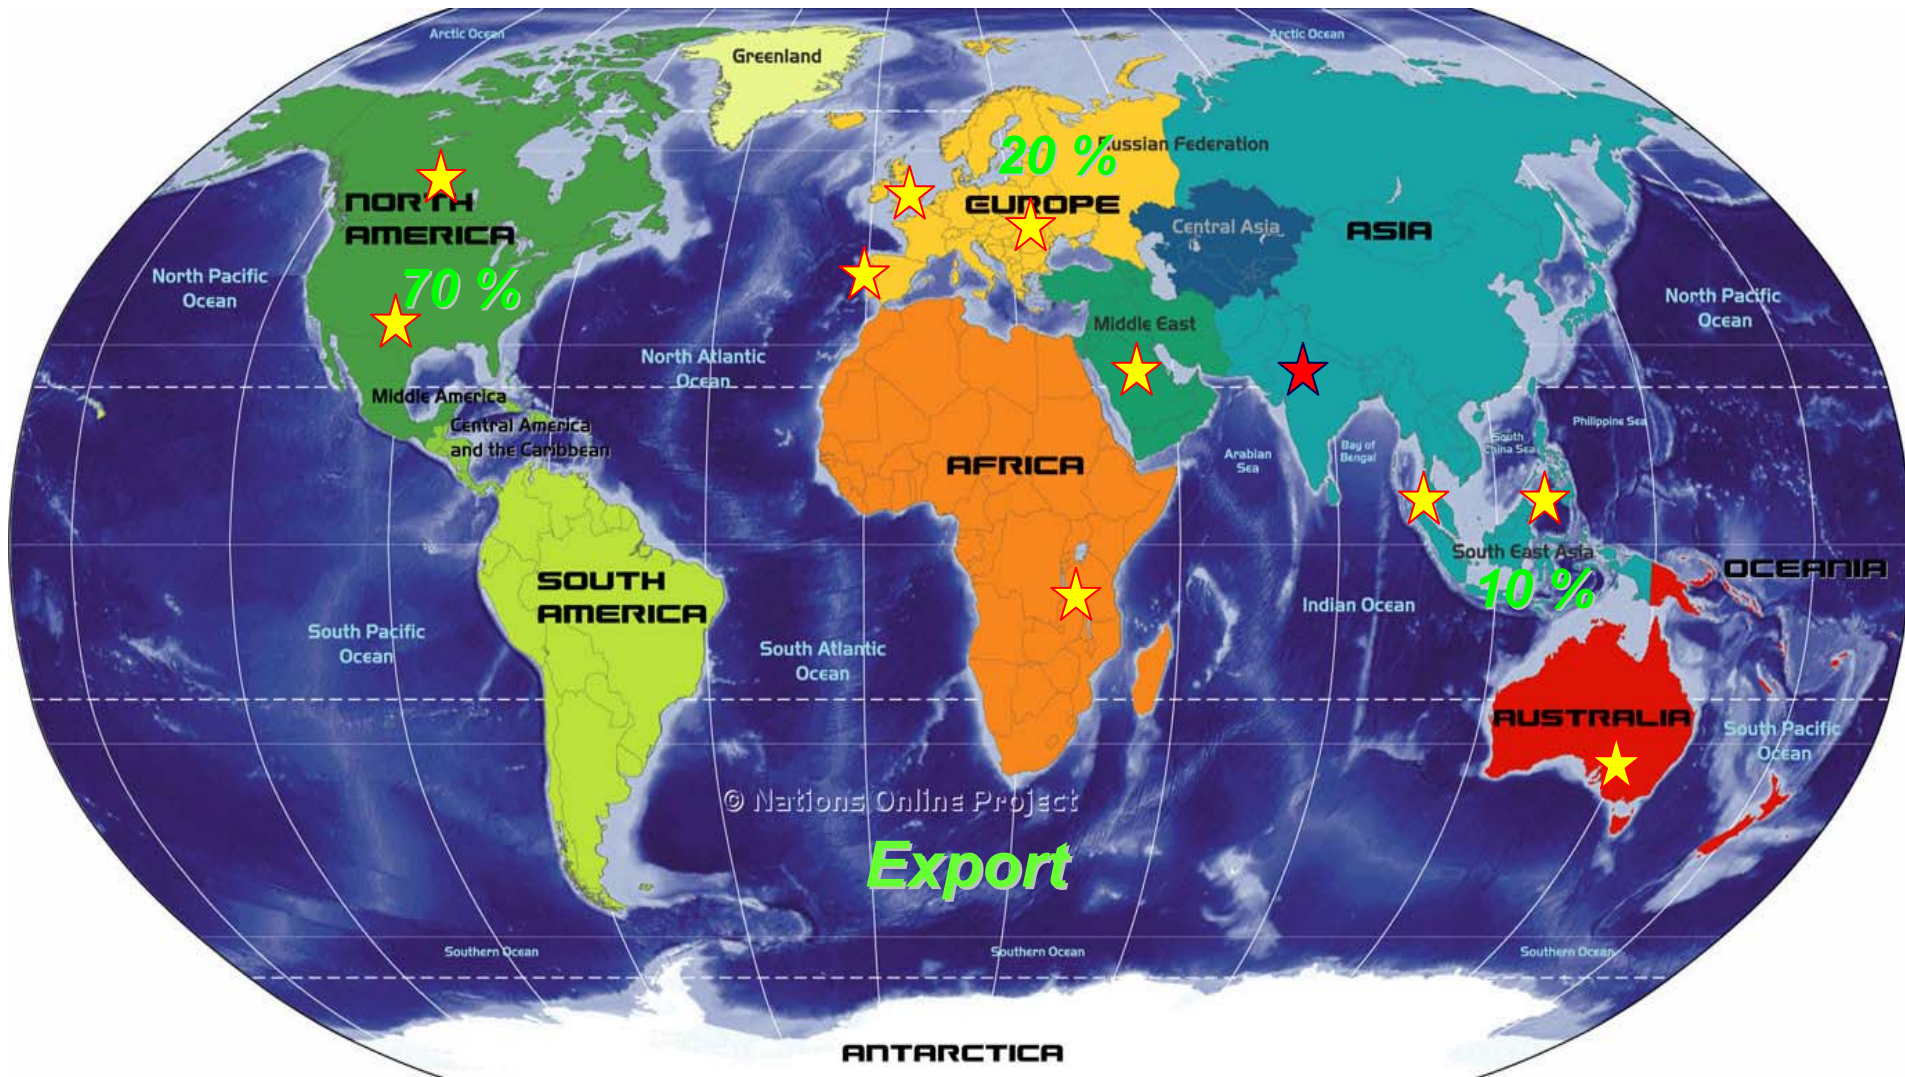 Arctic Ocean
Arctic Ocean
Greenland
20 %
Russian Federation
NORTH
AMERICA
EUROPE
Central Asia
ASIA
70 %
North Pacific
Ocean
North Pacific
Ocean
Middle East
North Atlantic
Ocean
Middle America
Central America
and the Caribbean
AFRICA
Arabian
Sea
Bay of
Bengal
South
China Sea
Philippine Sea
South East Asia
10 %
OCEANIA
SOUTH
AMERICA
Indian Ocean
South Pacific
Ocean
South Atlantic
Ocean
AUSTRALIA
South Pacific
Ocean
© Nations Online Project
Export
Southern Ocean
Southern Ocean
Southern Ocean
ANTARCTICA